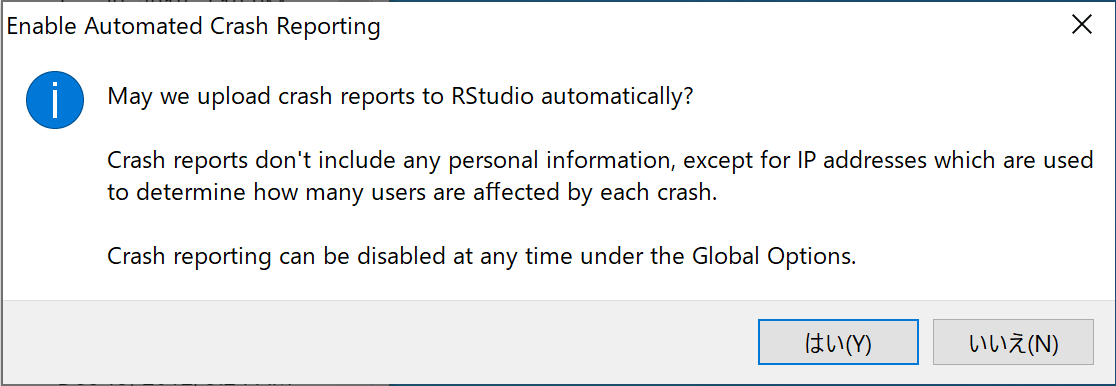 Enable Automated Crash Reporting
May we upload crash reports to RStudio automatically?
Crash reports don't include any personal information, except for IP addresses which are used
to determine how many users are affected by each crash.
Crash reporting can be disabled at any time under the Global Options.
はい(Y)
いいえ(N)